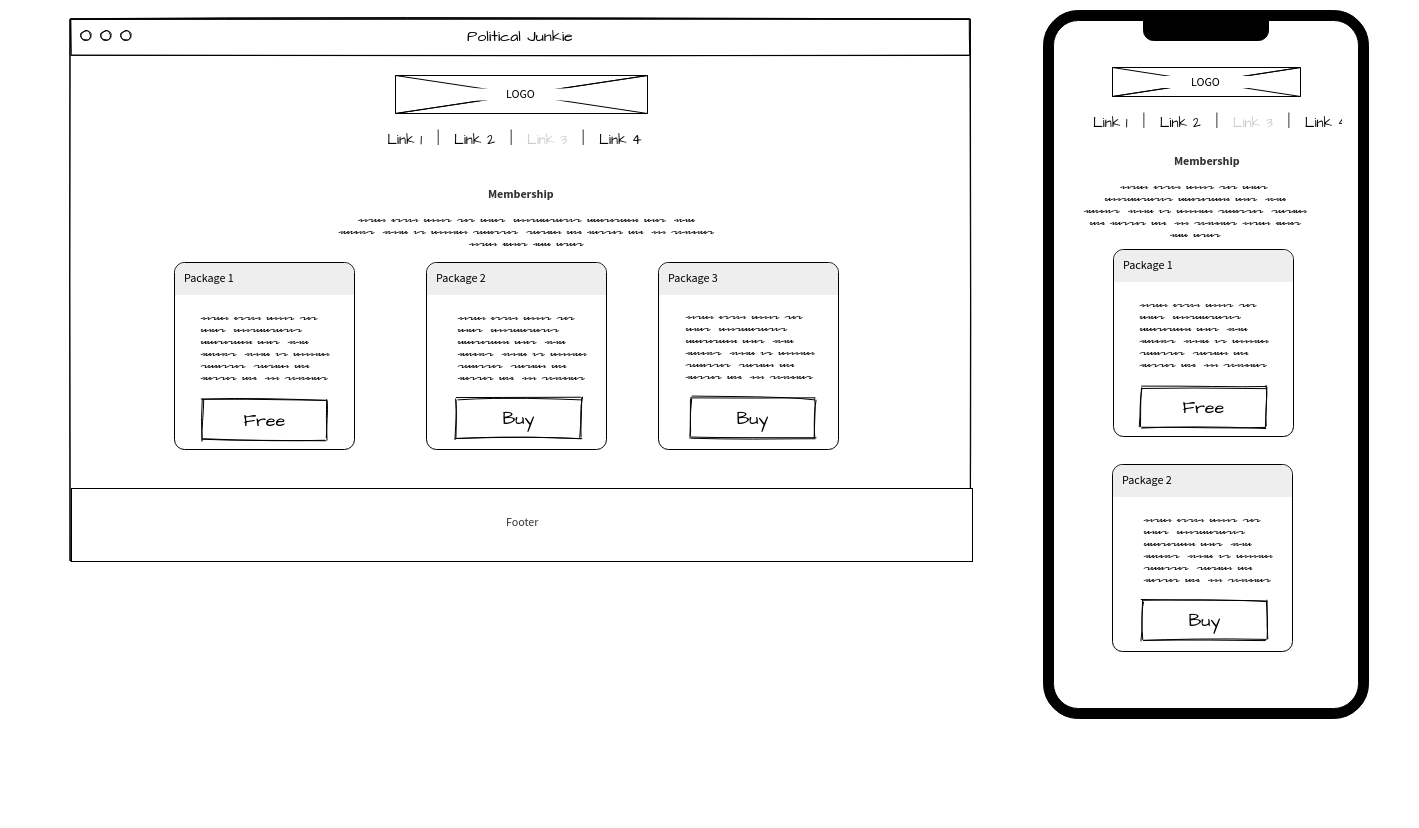 Political Junkie
LOGO
Link 1 | Link 2 | Link 3 | Link 4
Membership
Package 1
Free
Package 2
Buy
Package 3
Buy
Footer
LOGO
Link 1 | Link 2 | Link 3 | Link 4
Membership
Package 1
Free
Package 2
Buy